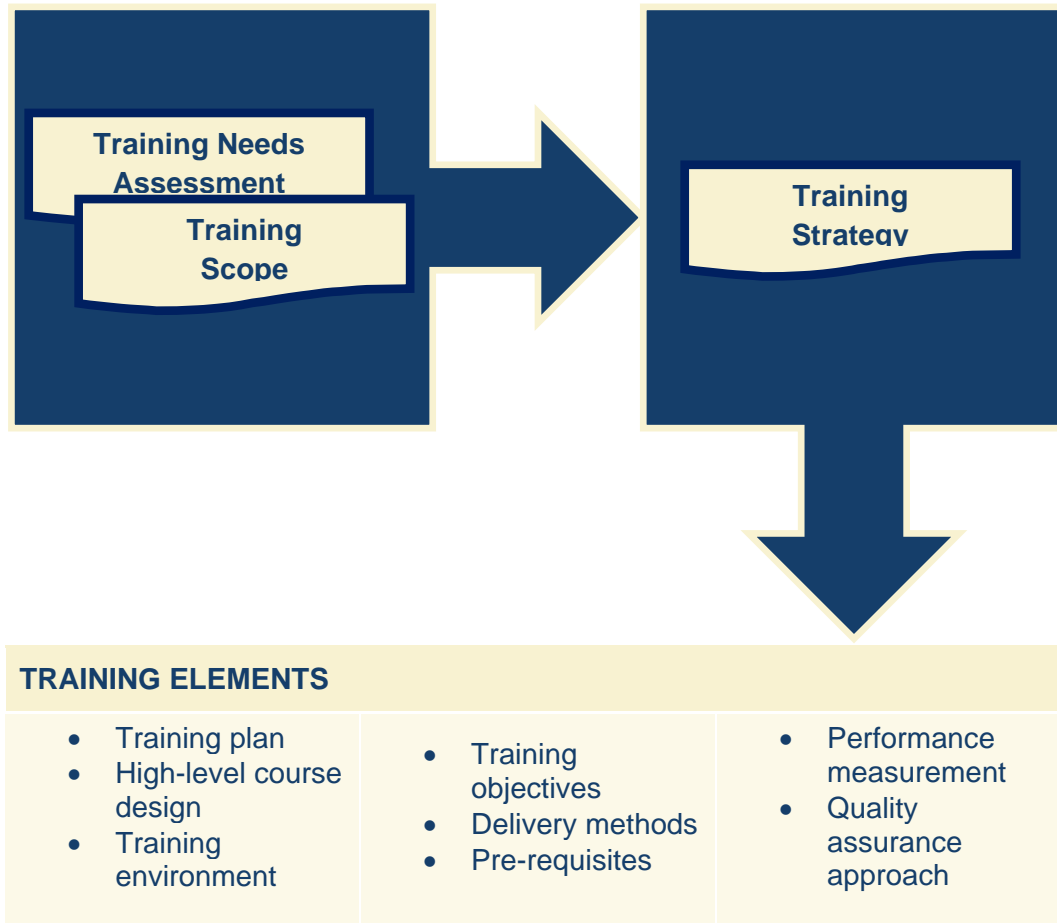 Training Needs
Assessment
Training
Scope
Training
Strategy
TRAINING ELEMENTS
• Training plan
• High-level course
design
• Training
environment
• Training
objectives
• Delivery methods
• Pre-requisites
• Performance
measurement
• Quality
assurance
approach